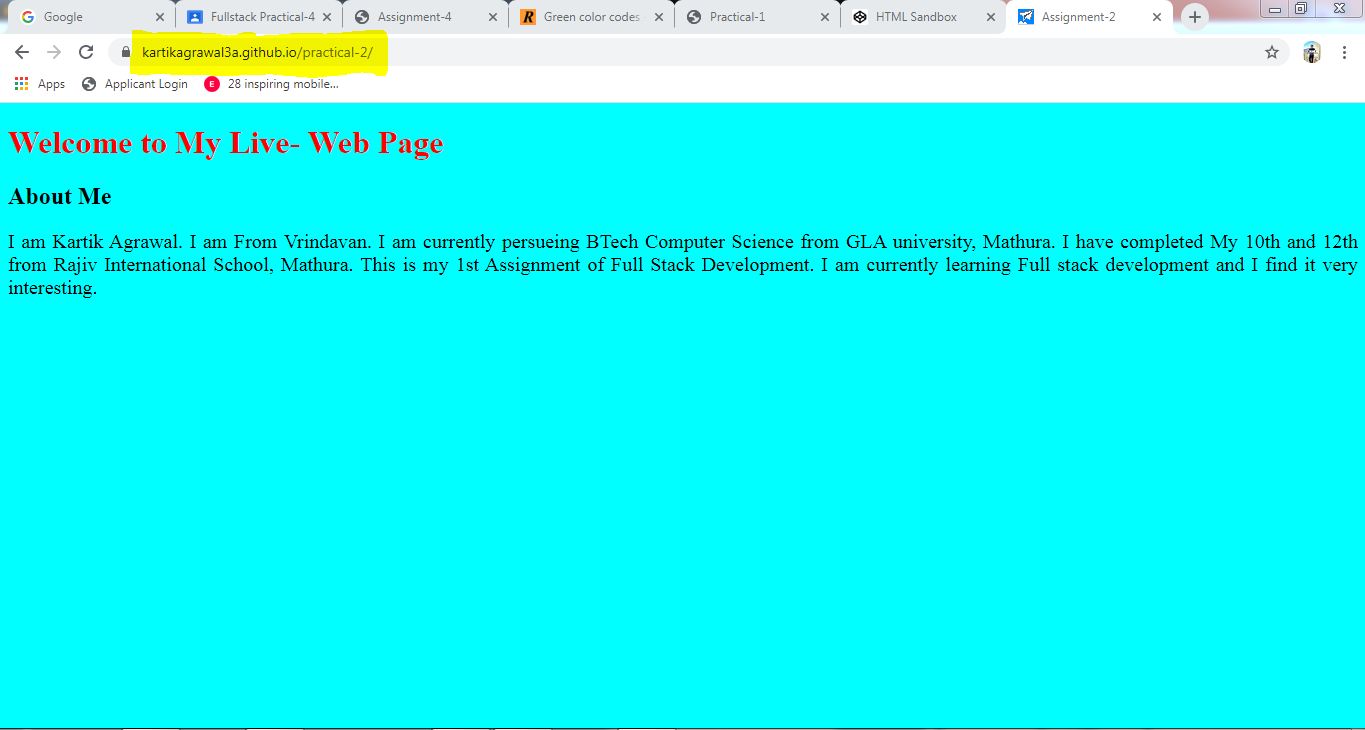 Google
Fullstack Practical-4
Assignment-4
Green color codes
Practical-1
HTML Sandbox
Assignment-2
kartikagrawal3a.github.io/practical-2/
Apps
Applicant Login
E
28 inspiring mobile...
Welcome to My Live- Web Page
About Me
I am Kartik Agrawal. I am From Vrindavan. I am currently persueing BTech Computer Science from GLA university, Mathura. I have completed My 10th and 12th
from Rajiv International School, Mathura. This is my 1st Assignment of Full Stack Development. I am currently learning Full stack development and I find it very
interesting.